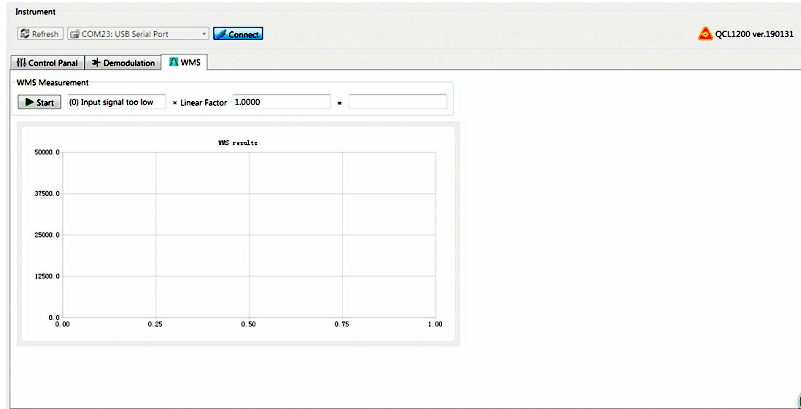 Instrument
Refresh COM23: USB Serial Port Connect QCL1200 ver.190131
Control Panel Demodulation WMS
WMS Measurement
Start (0) Input signal too low × Linear Factor 1.0000 =
WMS results
50000.0
37500.0
25000.0
12500.0
0.0
0.00 0.25 0.50 0.75 1.00